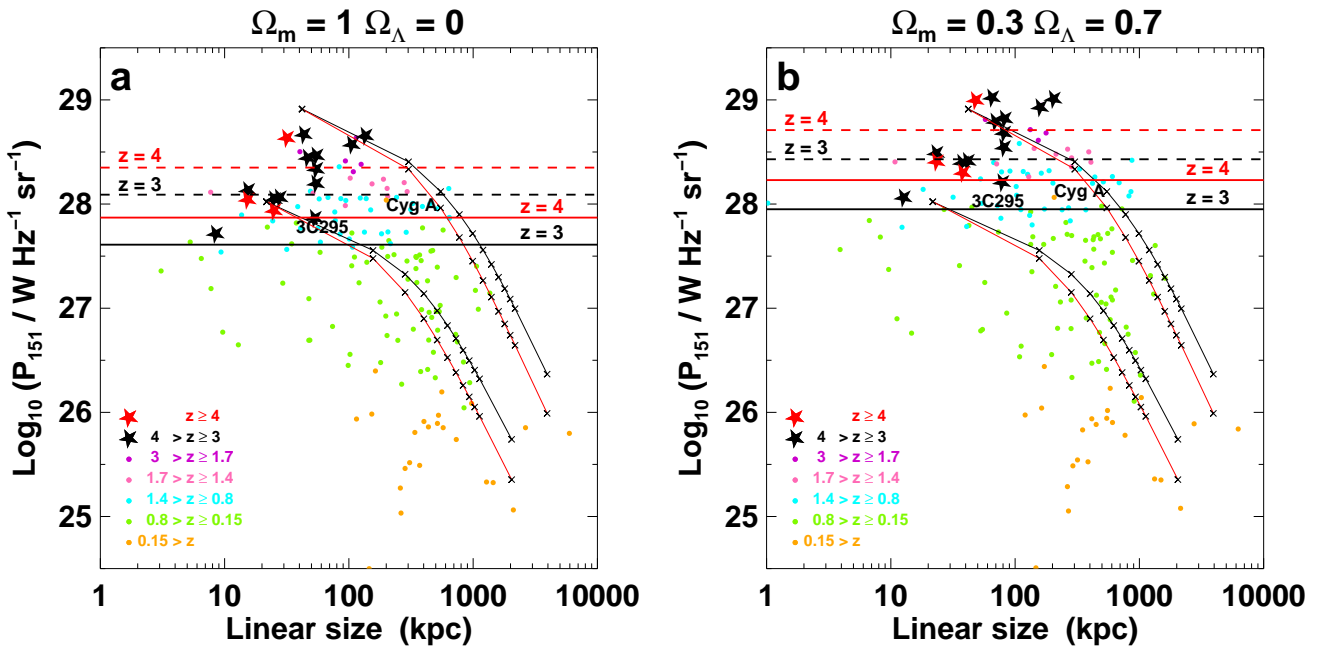 Ωm = 1 ΩΛ = 0
a
29
28
27
26
25
Log10 (P151 / W Hz⁻¹ sr⁻¹)
z = 4
z = 3
z = 4
z = 3
Cyg A
3C295
z ≥ 4
4 > z ≥ 3
3 > z ≥ 1.7
1.7 > z ≥ 1.4
1.4 > z ≥ 0.8
0.8 > z ≥ 0.15
0.15 > z
1 10 100 1000 10000
Linear size (kpc)
Ωm = 0.3 ΩΛ = 0.7
b
29
28
27
26
25
Log10 (P151 / W Hz⁻¹ sr⁻¹)
z = 4
z = 3
z = 4
z = 3
Cyg A
3C295
z ≥ 4
4 > z ≥ 3
3 > z ≥ 1.7
1.7 > z ≥ 1.4
1.4 > z ≥ 0.8
0.8 > z ≥ 0.15
0.15 > z
1 10 100 1000 10000
Linear size (kpc)